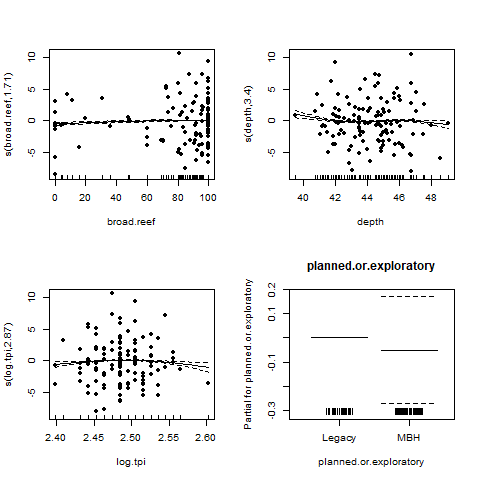 s(broad.reef,1.71)
10
5
0
-5
0 20 40 60 80 100
broad.reef
s(depth,3.4)
10
5
0
-5
40 42 44 46 48
depth
s(log.tpi,2.87)
10
5
0
-5
2.40 2.45 2.50 2.55 2.60
log.tpi
planned.or.exploratory
Partial for planned.or.exploratory
0.2
-0.1
-0.3
Legacy MBH
planned.or.exploratory